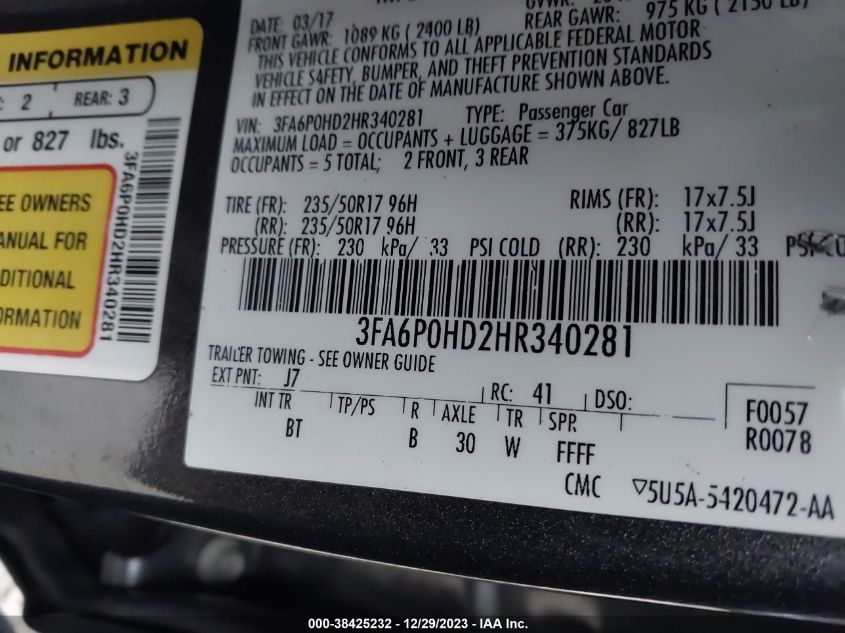 INFORMATION
: 2 REAR: 3
or 827 lbs.
EE OWNERS
ANUAL FOR
DDITIONAL
ORMATION
3FA6P0HD2HR340281
DATE: 03/17
FRONT GAWR: 1089 KG ( 2400 LB)
REAR GAWR: 975 KG ( 2150 LB)
THIS VEHICLE CONFORMS TO ALL APPLICABLE FEDERAL MOTOR
VEHICLE SAFETY, BUMPER, AND THEFT PREVENTION STANDARDS
IN EFFECT ON THE DATE OF MANUFACTURE SHOWN ABOVE.
VIN: 3FA6P0HD2HR340281 TYPE: Passenger Car
MAXIMUM LOAD = OCCUPANTS + LUGGAGE = 375KG/ 827LB
OCCUPANTS = 5 TOTAL; 2 FRONT, 3 REAR
TIRE (FR): 235/50R17 96H RIMS (FR): 17x7.5J
(RR): 235/50R17 96H (RR): 17x7.5J
PRESSURE (FR): 230 kPa/ 33 PSI COLD (RR): 230 kPa/ 33
3FA6P0HD2HR340281
TRAILER TOWING - SEE OWNER GUIDE
EXT PNT: J7 RC: 41 DSO:
INT TR TP/PS R AXLE TR SPR
BT B 30 W FFFF
F0057
R0078
CMC ▽5U5A-5420472-AA
000-38425232 - 12/29/2023 - IAA Inc.